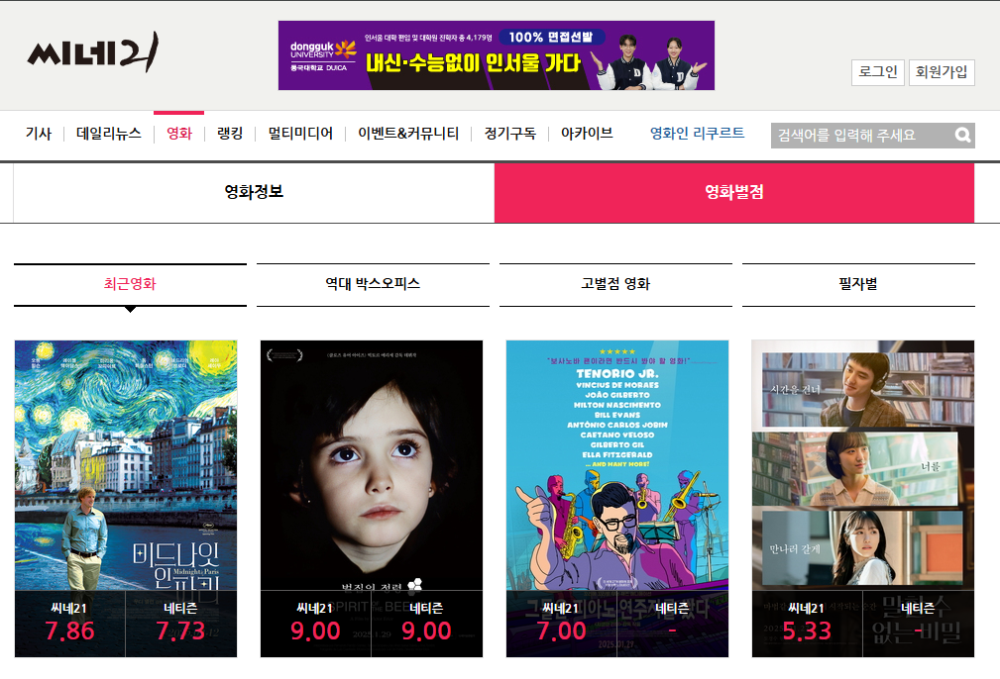 씨네21
dongguk
UNIVERSITY
동국대학교 DUICA
인서울 대학 편입 및 대학원 진학자 총 4,179명
100% 면접선발
내신·수능없이 인서울 간다
로그인
회원가입
기사
데일리뉴스
영화
랭킹
멀티미디어
이벤트&커뮤니티
정기구독
아카이브
영화인 리쿠르트
검색어를 입력해 주세요
영화정보
영화별점
최근영화
역대 박스오피스
고별점 영화
필자별
미드나잇
인 파리
Midnight in Paris
씨네21
7.86
네티즌
7.73
벌집의 정령
SPIRIT OF THE BEE
씨네21
9.00
네티즌
9.00
"보사노바 팬이라면 반드시 봐야 할 영화!"
TENORIO JR.
VINICIUS DE MORAES
JOÃO GILBERTO
MILTON NASCIMENTO
BILL EVANS
ANTÔNIO CARLOS JOBIM
CAETANO VELOSO
GILBERTO GIL
ELLA FITZGERALD
... AND MANY MORE!
그들은 피아노 연주자를 쐈다
2025.01.29
씨네21
7.00
네티즌
-
시간을 건너
너를
만나러 갈게
말할 수
없는 비밀
씨네21
5.33
네티즌
-